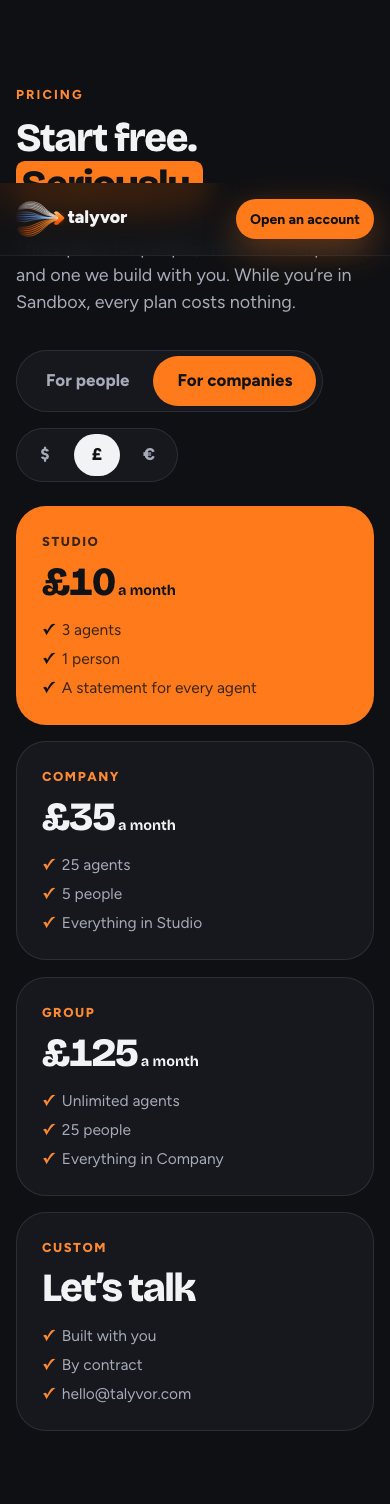 PRICING
Start free.
talyvor
Open an account
and one we build with you. While you’re in
Sandbox, every plan costs nothing.
For people
For companies
$
£
€
STUDIO
£10 a month
✓ 3 agents
✓ 1 person
✓ A statement for every agent
COMPANY
£35 a month
✓ 25 agents
✓ 5 people
✓ Everything in Studio
GROUP
£125 a month
✓ Unlimited agents
✓ 25 people
✓ Everything in Company
CUSTOM
Let’s talk
✓ Built with you
✓ By contract
✓ hello@talyvor.com